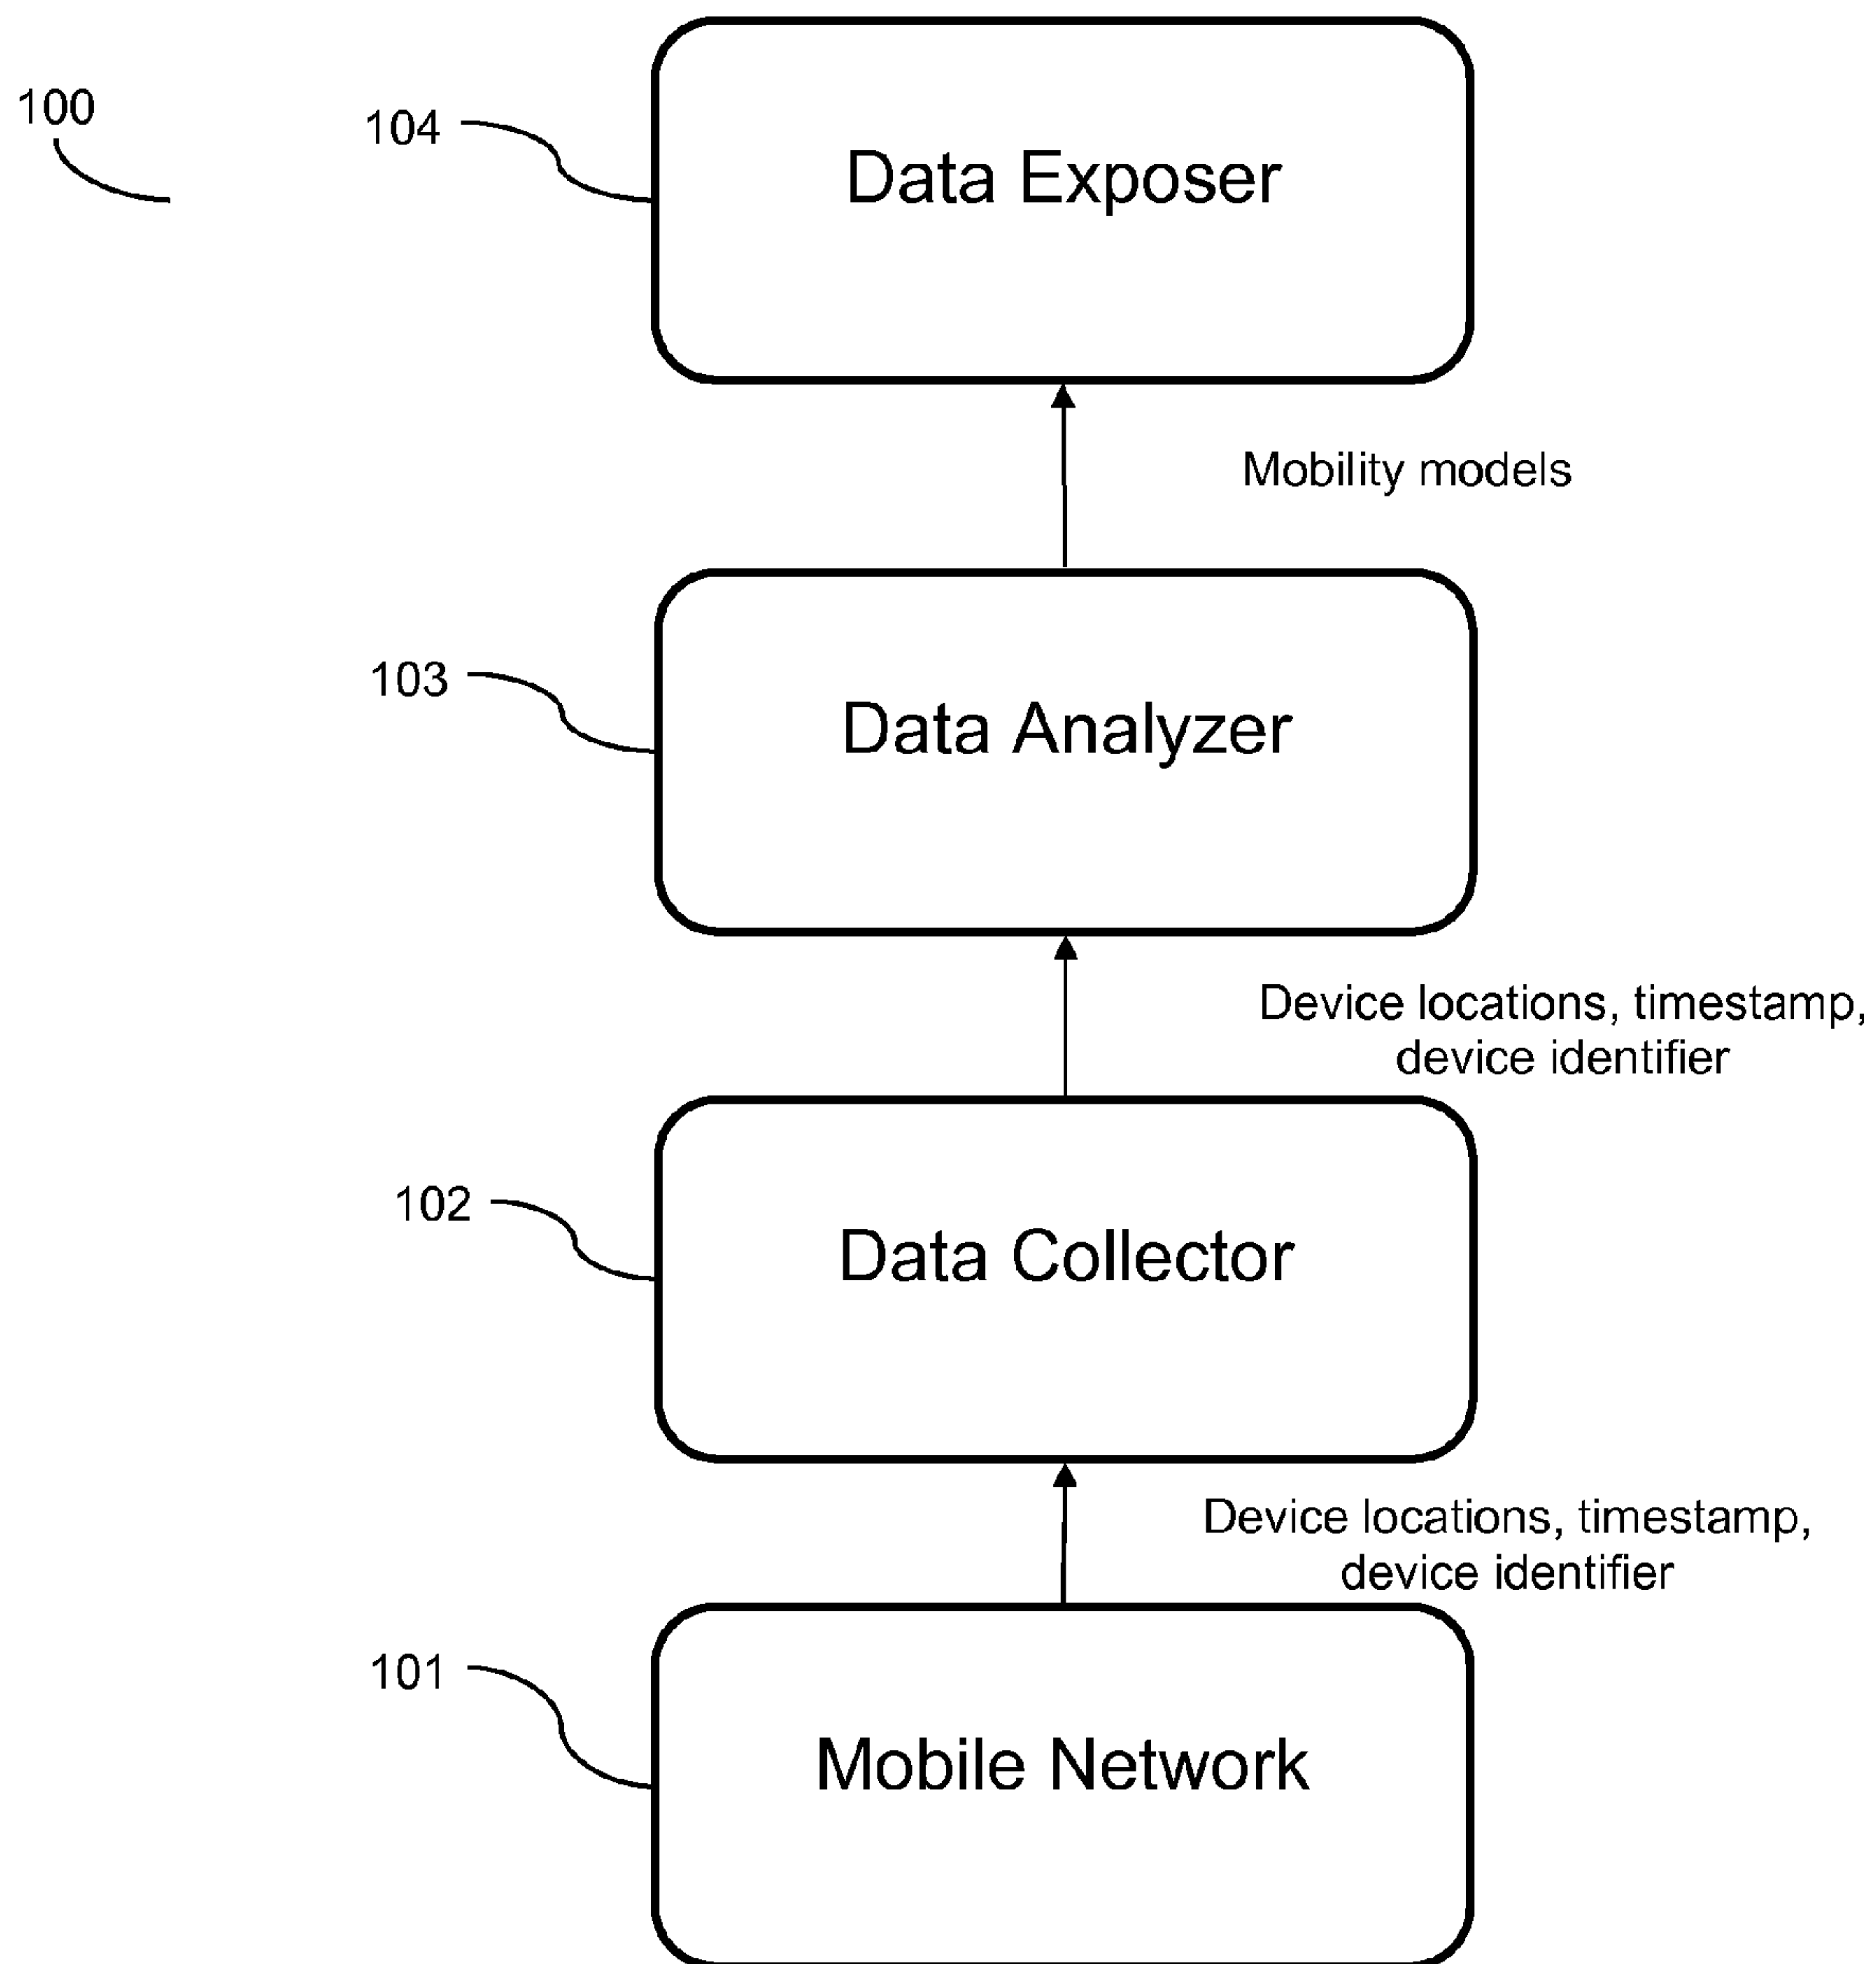 100
104
Data Exposer
Mobility models
103
Data Analyzer
Device locations, timestamp,
device identifier
102
Data Collector
Device locations, timestamp,
device identifier
101
Mobile Network